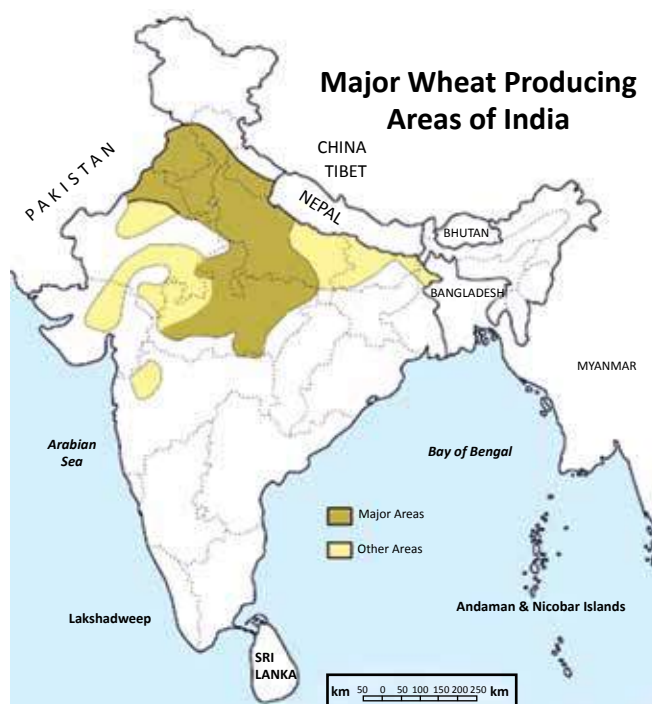 Major Wheat Producing
Areas of India
CHINA
TIBET
PAKISTAN
NEPAL
BHUTAN
BANGLADESH
MYANMAR
Arabian
Sea
Bay of Bengal
Major Areas
Other Areas
Lakshadweep
Andaman & Nicobar Islands
SRI
LANKA
km 50 0 50 100 150 200 250 km